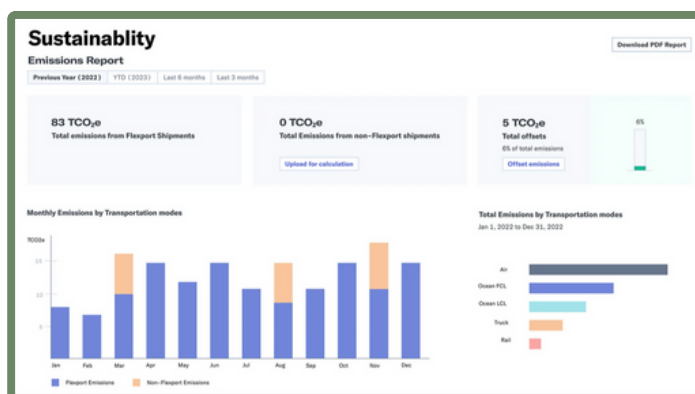 Sustainablity
Download PDF Report
Emissions Report
Previous Year (2022) YTD (2023) Last 6 months Last 3 months
83 TCO₂e
Total emissions from Flexport Shipments
0 TCO₂e
Total Emissions from non-Flexport shipments
Upload for calculation
5 TCO₂e
Total offsets
6% of total emissions
Offset emissions
6%
Monthly Emissions by Transportation modes
15
10
5
Jan Feb Mar Apr May Jun Jul Aug Sep Oct Nov Dec
Flexport Emissions Non-Flexport Emissions
Total Emissions by Transportation modes
Jan 1, 2022 to Dec 31, 2022
Air
Ocean FCL
Ocean LCL
Truck
Rail